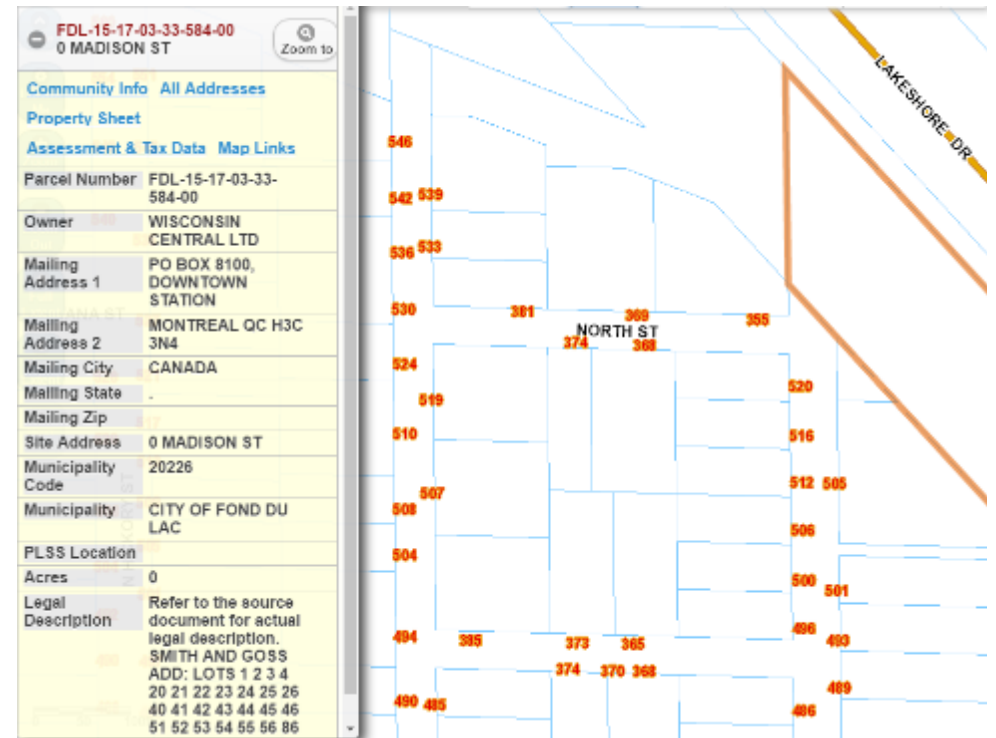 FDL-15-17-03-33-584-00
0 MADISON ST
Zoom to
Community Info All Addresses
Property Sheet
Assessment & Tax Data Map Links
Parcel Number FDL-15-17-03-33-
584-00
Owner WISCONSIN
CENTRAL LTD
Mailing PO BOX 8100,
Address 1 DOWNTOWN
STATION
Mailing MONTREAL QC H3C
Address 2 3N4
Mailing City CANADA
Mailing State .
Mailing Zip
Site Address 0 MADISON ST
Municipality 20226
Code
Municipality CITY OF FOND DU
LAC
PLSS Location
Acres 0
Legal Refer to the source
Description document for actual
legal description.
SMITH AND GOSS
ADD: LOTS 1 2 3 4
20 21 22 23 24 25 26
40 41 42 43 44 45 46
51 52 53 54 55 56 86
LAKESHORE DR
546
542 539
536 533
530 381 369 355
NORTH ST
374 368
524
520
519
510 516
507 512 505
508
506
504
500 501
494 385 373 365 496 493
374 370 368
490 485 489
486